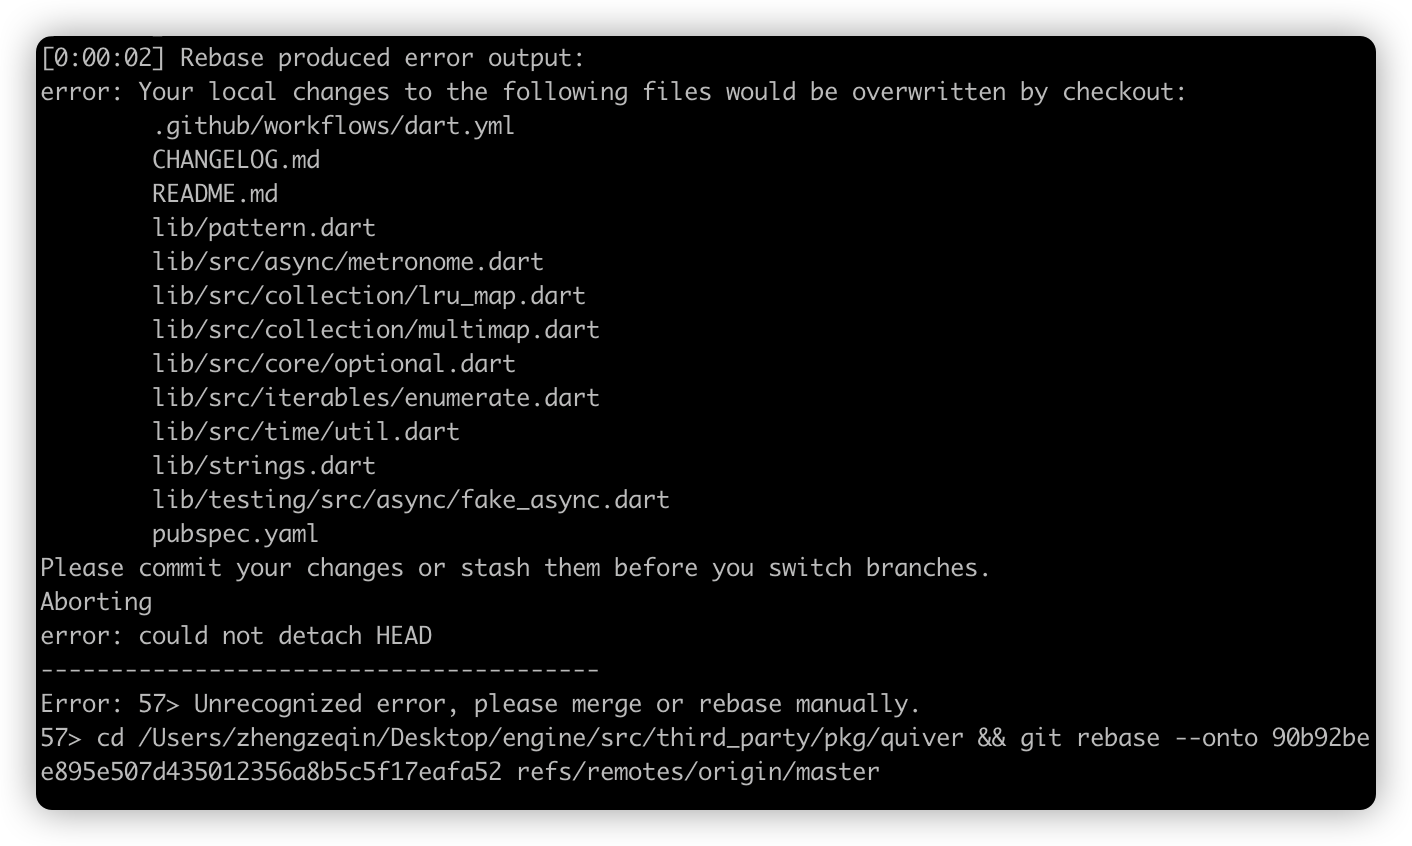 [0:00:02] Rebase produced error output:
error: Your local changes to the following files would be overwritten by checkout:
        .github/workflows/dart.yml
        CHANGELOG.md
        README.md
        lib/pattern.dart
        lib/src/async/metronome.dart
        lib/src/collection/lru_map.dart
        lib/src/collection/multimap.dart
        lib/src/core/optional.dart
        lib/src/iterables/enumerate.dart
        lib/src/time/util.dart
        lib/strings.dart
        lib/testing/src/async/fake_async.dart
        pubspec.yaml
Please commit your changes or stash them before you switch branches.
Aborting
error: could not detach HEAD
----------------------------------------
Error: 57> Unrecognized error, please merge or rebase manually.
57> cd /Users/zhengzeqin/Desktop/engine/src/third_party/pkg/quiver && git rebase --onto 90b92be
e895e507d435012356a8b5c5f17eafa52 refs/remotes/origin/master